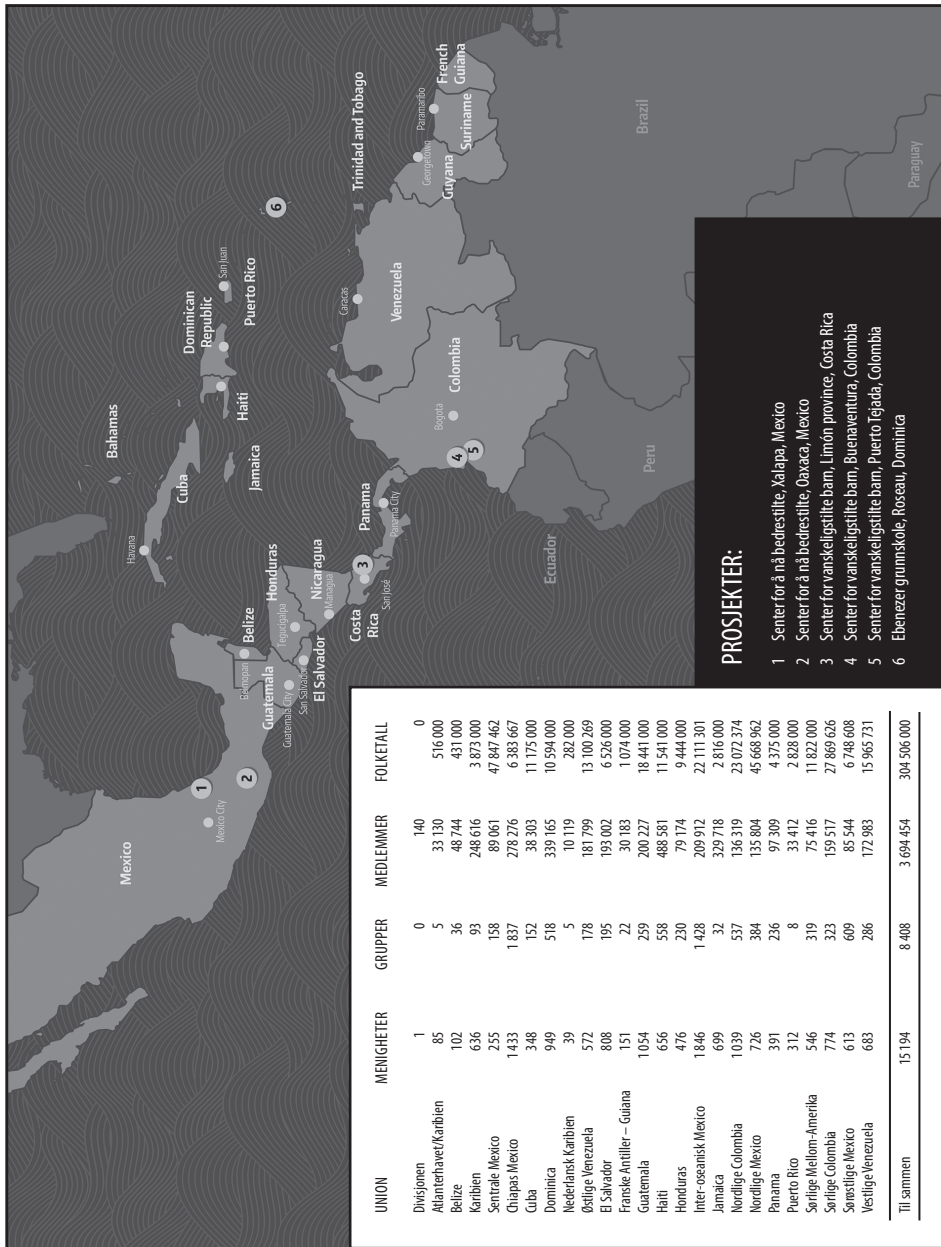 Mexico
Mexico City
1
2
Belmopan
Belize
Guatemala
Guatemala City
San Salvador
El Salvador
Honduras
Tegucigalpa
Nicaragua
Managua
Costa
Rica
San José
3
Panama
Panama City
Havana
Cuba
Bahamas
Jamaica
Haiti
Dominican
Republic
Puerto Rico
San Juan
6
Trinidad and Tobago
Caracas
Venezuela
Colombia
Bogota
4
5
Georgetown
Guyana
Paramaribo
Suriname
French
Guiana
Ecuador
Peru
Brazil
Paraguay
UNION MENIGHETER GRUPPER MEDLEMMER FOLKETALL
Divisjonen 1 0 140 0
Atlanterhavet/Karibien 85 5 33 130 516 000
Belize 102 36 48 744 431 000
Karibien 636 93 248 616 3 873 000
Sentrale Mexico 255 158 89 061 47 847 462
Chiapas Mexico 1 433 1 837 278 276 6 383 667
Cuba 348 152 38 303 11 175 000
Dominica 949 518 339 165 10 594 000
Nederlansk Karibien 39 5 10 119 282 000
Østlige Venezuela 572 178 181 799 13 100 269
El Salvador 808 195 193 002 6 526 000
Franske Antiller – Guiana 151 22 30 183 1 074 000
Guatemala 1 054 259 200 227 18 441 000
Haiti 656 558 488 581 11 541 000
Honduras 476 230 79 174 9 444 000
Inter-oseanisk Mexico 1 846 1 428 209 912 22 111 301
Jamaica 699 32 329 718 2 816 000
Nordlige Colombia 1 039 537 136 319 23 072 374
Nordlige Mexico 726 384 135 804 45 668 962
Panama 391 236 97 309 4 375 000
Puerto Rico 312 8 33 412 2 828 000
Sørlige Mellom-Amerika 546 319 75 416 11 822 000
Sørlige Colombia 774 323 159 517 27 869 626
Sørøstlige Mexico 613 609 85 544 6 748 608
Vestlige Venezuela 683 286 172 983 15 965 731
Til sammen 15 194 8 408 3 694 454 304 506 000
PROSJEKTER:
1 Senter for å nå bedrestilte, Xalapa, Mexico
2 Senter for å nå bedrestilte, Oaxaca, Mexico
3 Senter for vanskeligstilte barn, Limón province, Costa Rica
4 Senter for vanskeligstilte barn, Buenaventura, Colombia
5 Senter for vanskeligstilte barn, Puerto Tejada, Colombia
6 Ebenezer grunnskole, Roseau, Dominica